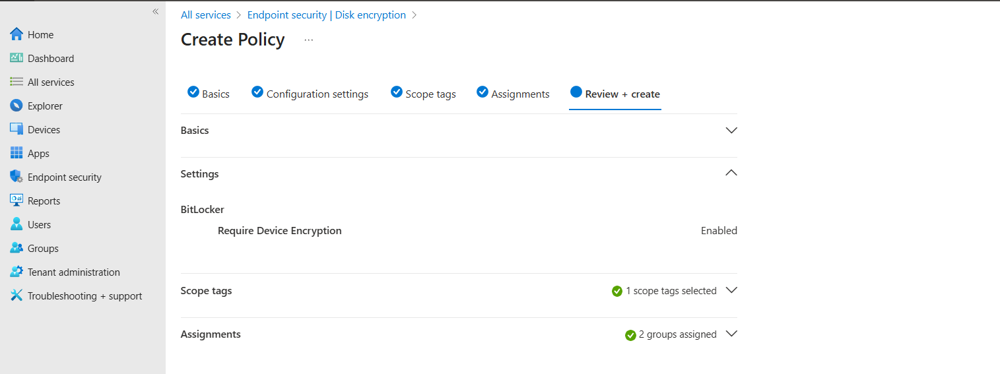 «
Home
Dashboard
All services
Explorer
Devices
Apps
Endpoint security
Reports
Users
Groups
Tenant administration
Troubleshooting + support
All services > Endpoint security | Disk encryption >
Create Policy ...
Basics Configuration settings Scope tags Assignments Review + create
Basics
Settings
BitLocker
Require Device Encryption Enabled
Scope tags 1 scope tags selected
Assignments 2 groups assigned